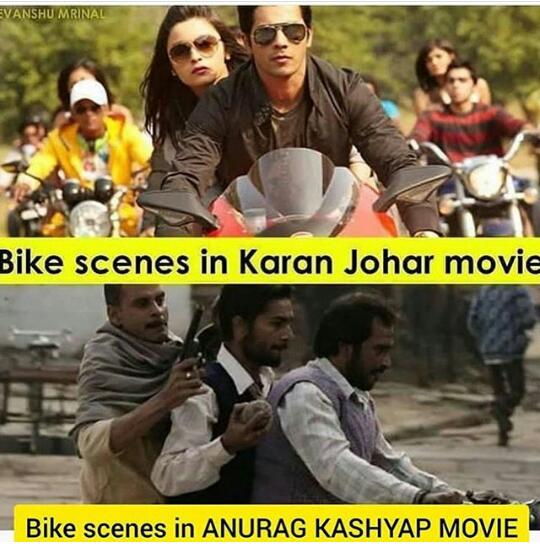 EVANSHU MRINAL
Bike scenes in Karan Johar movie
Bike scenes in ANURAG KASHYAP MOVIE